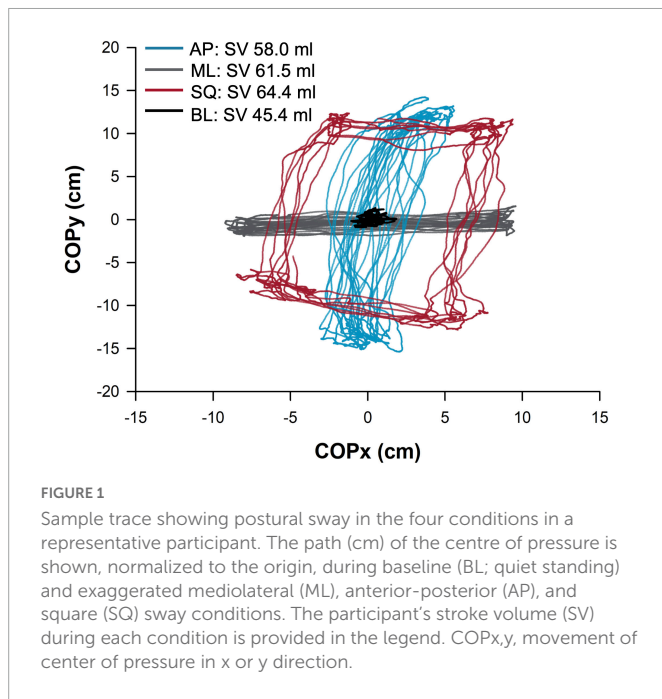 20
15
10
5
0
-5
-10
-15
-20
COPy (cm)
AP: SV 58.0 ml
ML: SV 61.5 ml
SQ: SV 64.4 ml
BL: SV 45.4 ml
-15 -10 -5 0 5 10 15
COPx (cm)
FIGURE 1
Sample trace showing postural sway in the four conditions in a
representative participant. The path (cm) of the centre of pressure is
shown, normalized to the origin, during baseline (BL; quiet standing)
and exaggerated mediolateral (ML), anterior-posterior (AP), and
square (SQ) sway conditions. The participant's stroke volume (SV)
during each condition is provided in the legend. COPx,y, movement of
center of pressure in x or y direction.